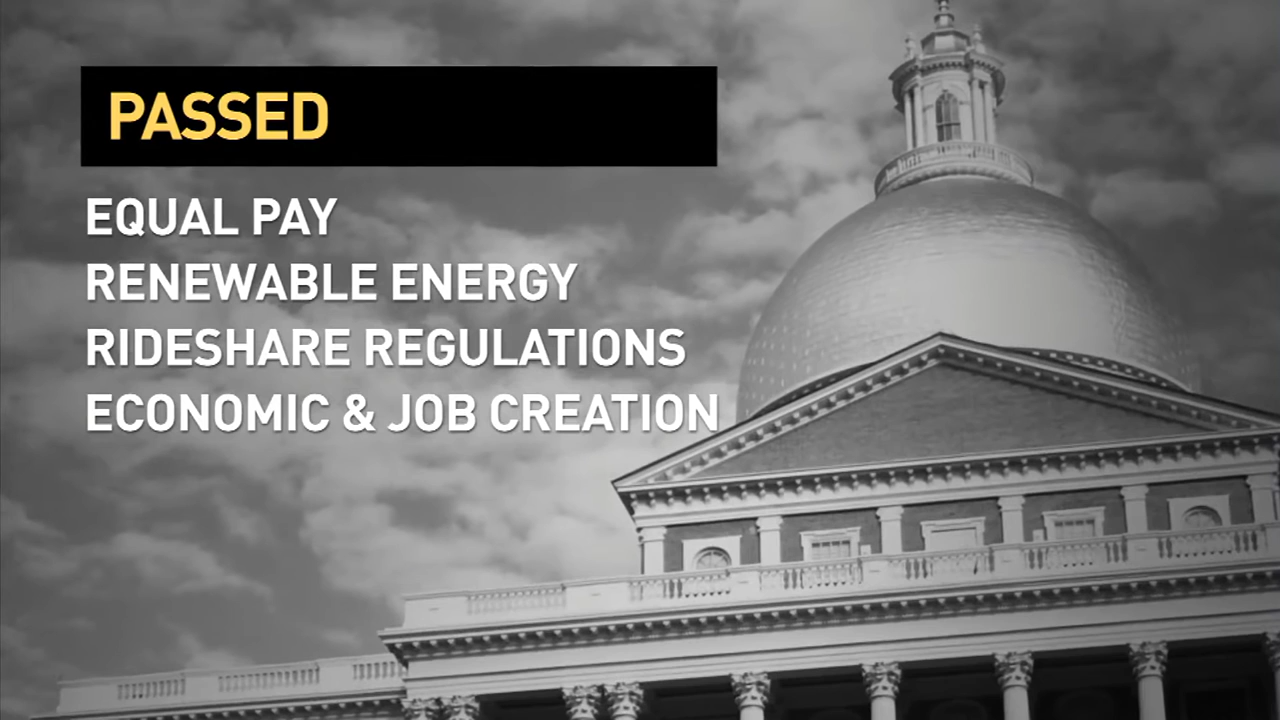 PASSED
EQUAL PAY
RENEWABLE ENERGY
RIDESHARE REGULATIONS
ECONOMIC & JOB CREATION